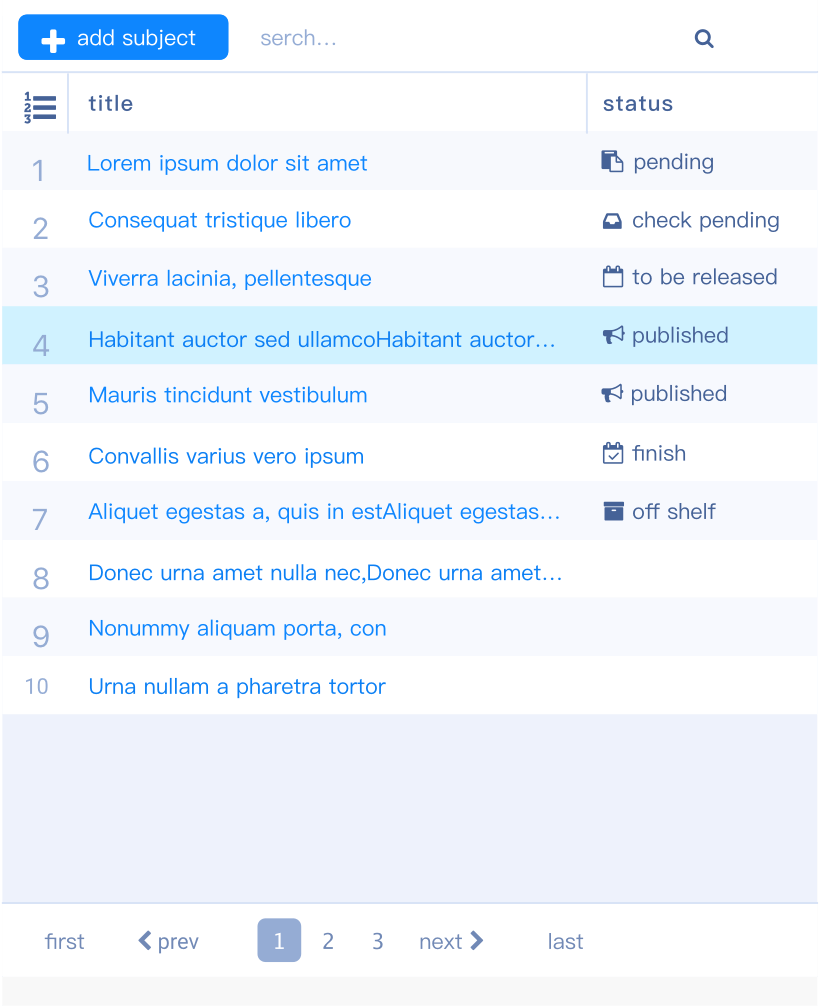 add subject serch...
title status
1 Lorem ipsum dolor sit amet pending
2 Consequat tristique libero check pending
3 Viverra lacinia, pellentesque to be released
4 Habitant auctor sed ullamcoHabitant auctor... published
5 Mauris tincidunt vestibulum published
6 Convallis varius vero ipsum finish
7 Aliquet egestas a, quis in estAliquet egestas... off shelf
8 Donec urna amet nulla nec,Donec urna amet...
9 Nonummy aliquam porta, con
10 Urna nullam a pharetra tortor
first prev 1 2 3 next last